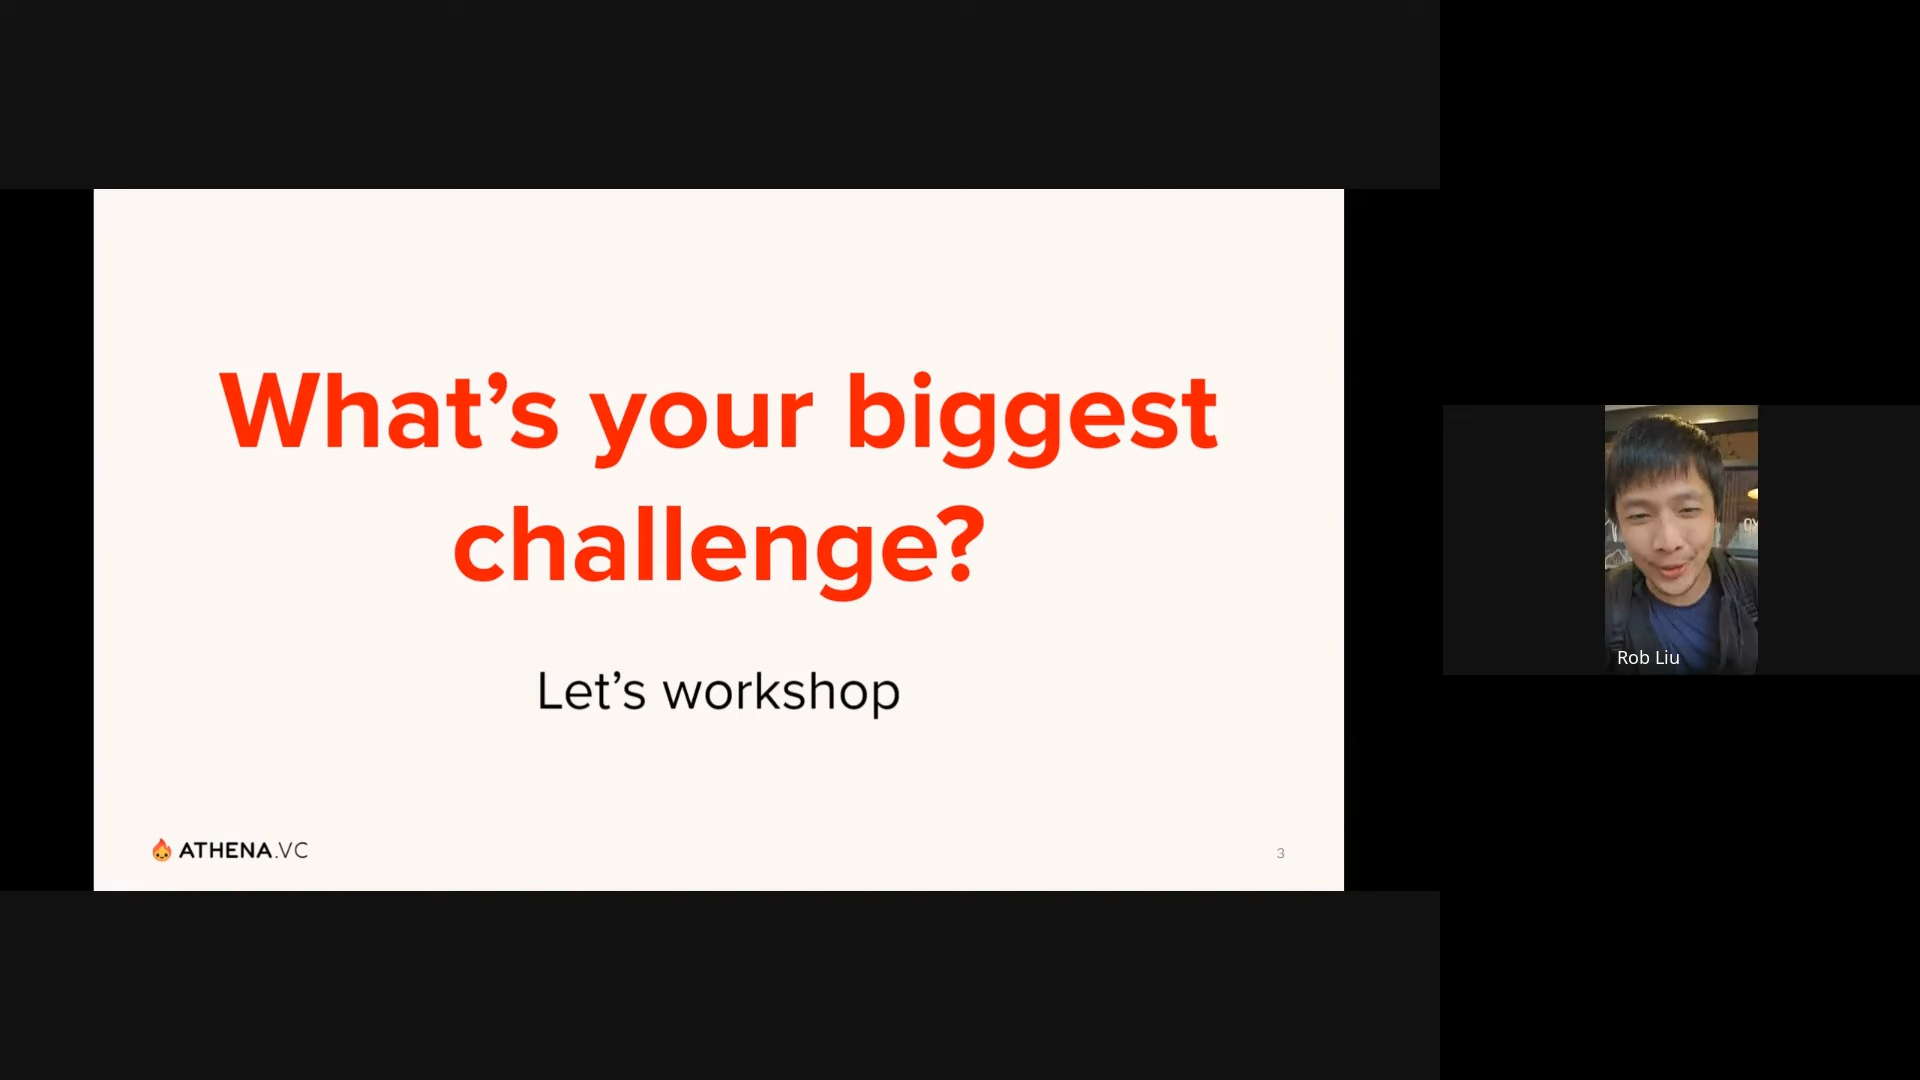 What’s your biggest
challenge?
Let’s workshop
ATHENA.VC
3
Rob Liu